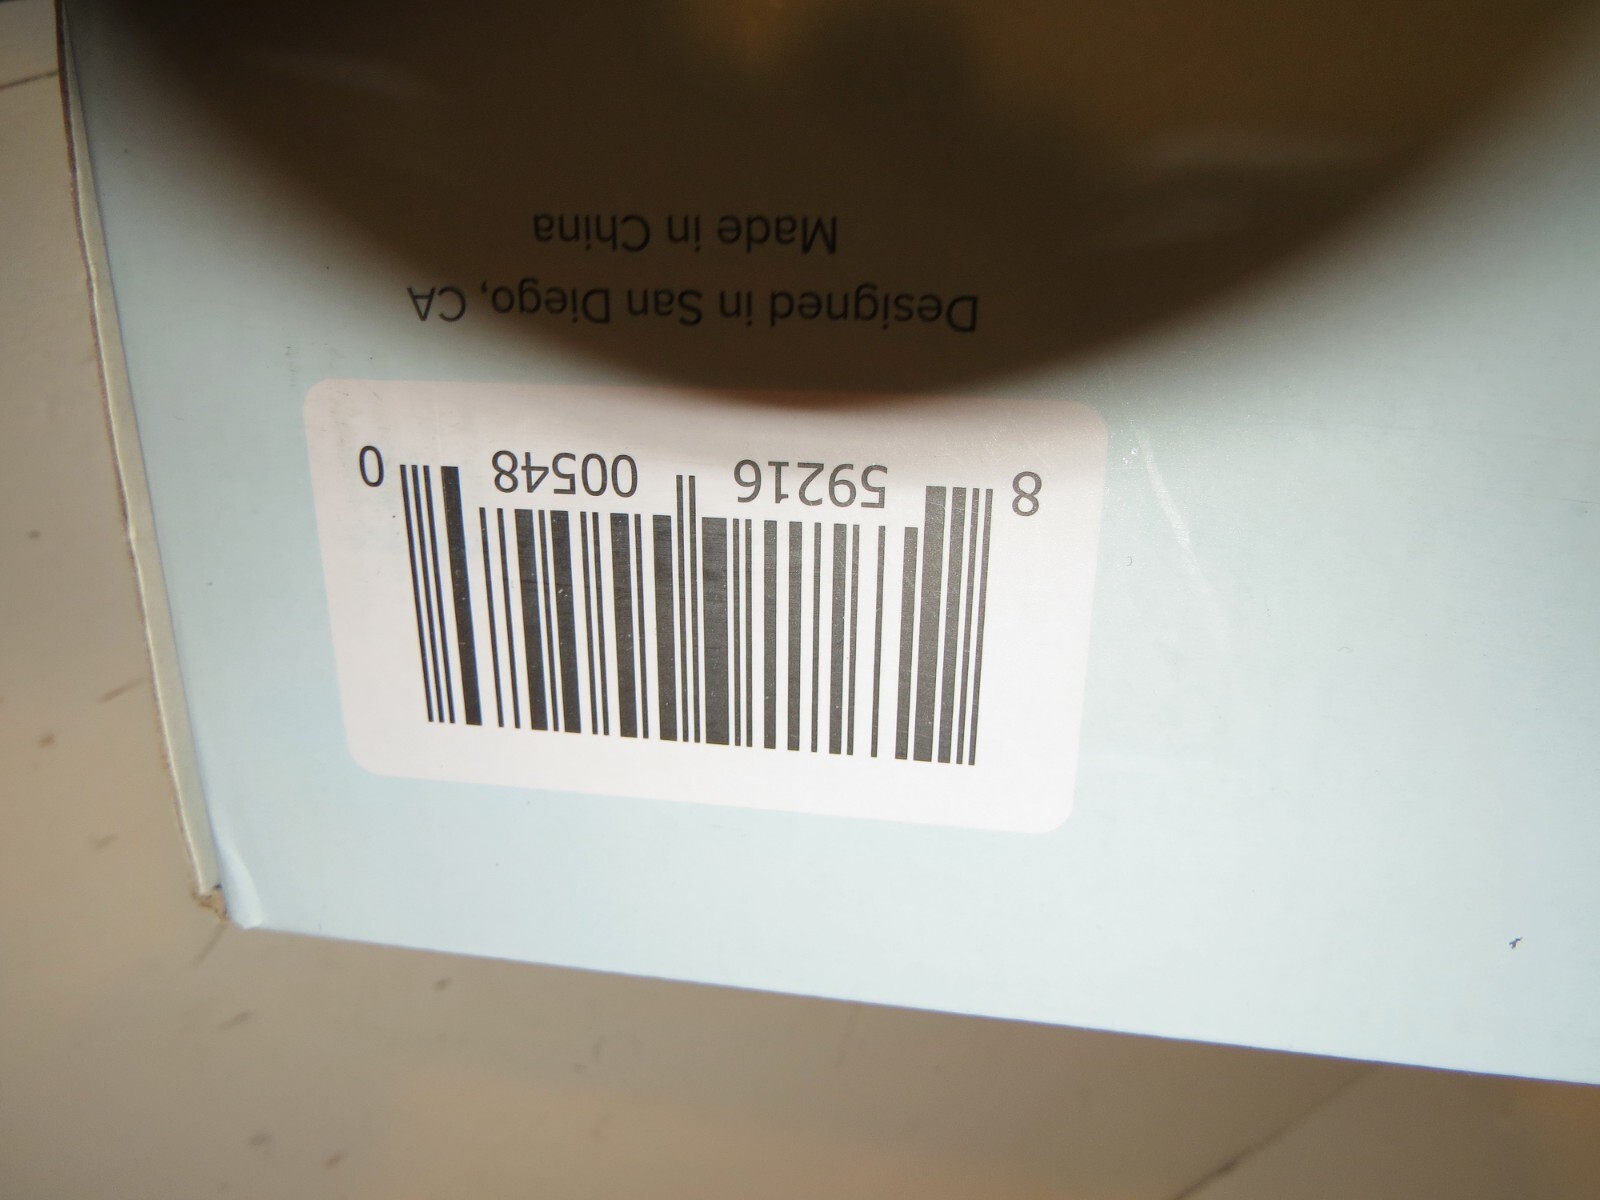 8 59216 00548 0
Designed in San Diego, CA
Made in China